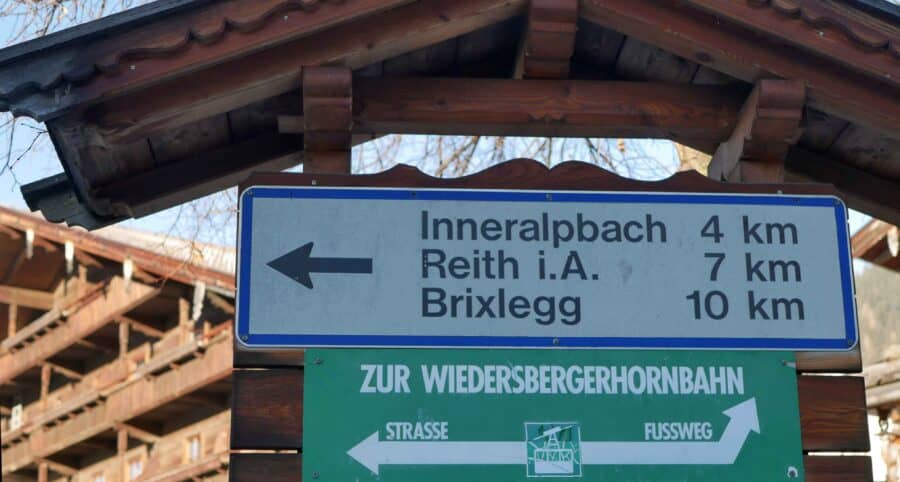 Inneralpbach 4 km
Reith i.A. 7 km
Brixlegg 10 km
ZUR WIEDERSBERGERHORNBAHN
STRASSE FUSSWEG